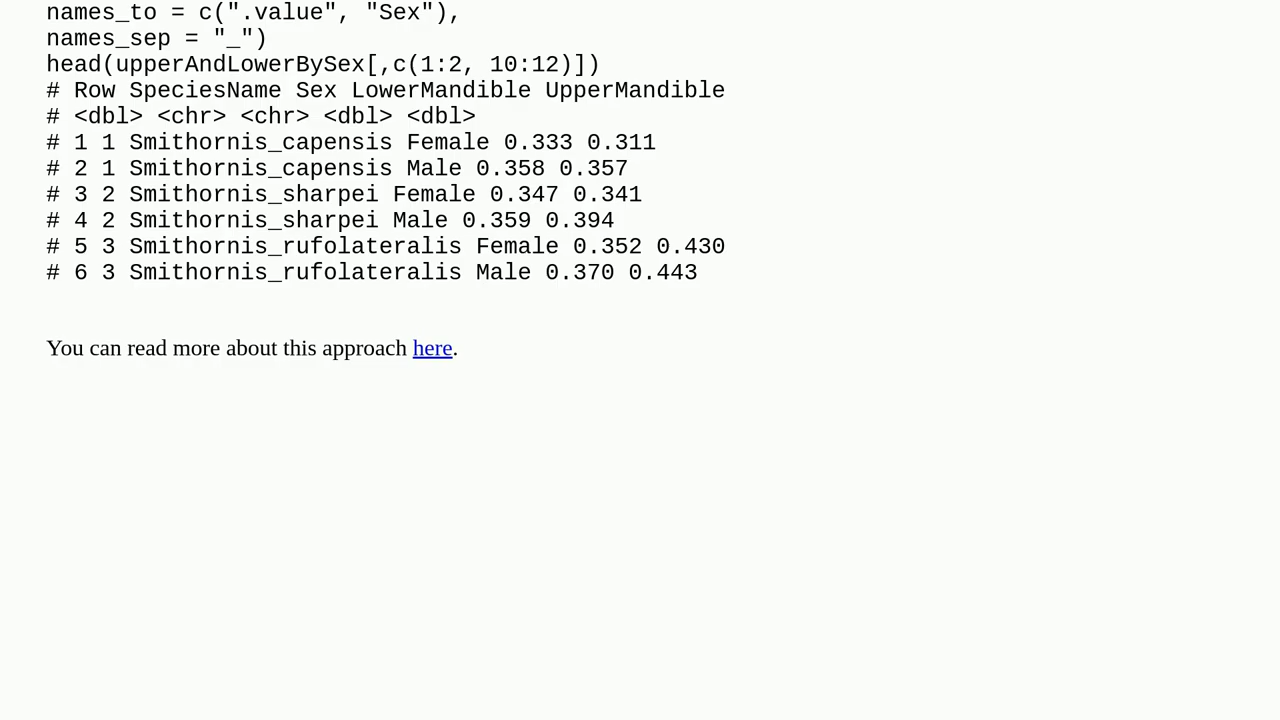 names_to = c(".value", "Sex"),
names_sep = "_")
head(upperAndLowerBySex[,c(1:2, 10:12)])
# Row SpeciesName Sex LowerMandible UpperMandible
# <dbl> <chr> <chr> <dbl> <dbl>
# 1 1 Smithornis_capensis Female 0.333 0.311
# 2 1 Smithornis_capensis Male 0.358 0.357
# 3 2 Smithornis_sharpei Female 0.347 0.341
# 4 2 Smithornis_sharpei Male 0.359 0.394
# 5 3 Smithornis_rufolateralis Female 0.352 0.430
# 6 3 Smithornis_rufolateralis Male 0.370 0.443
You can read more about this approach here.